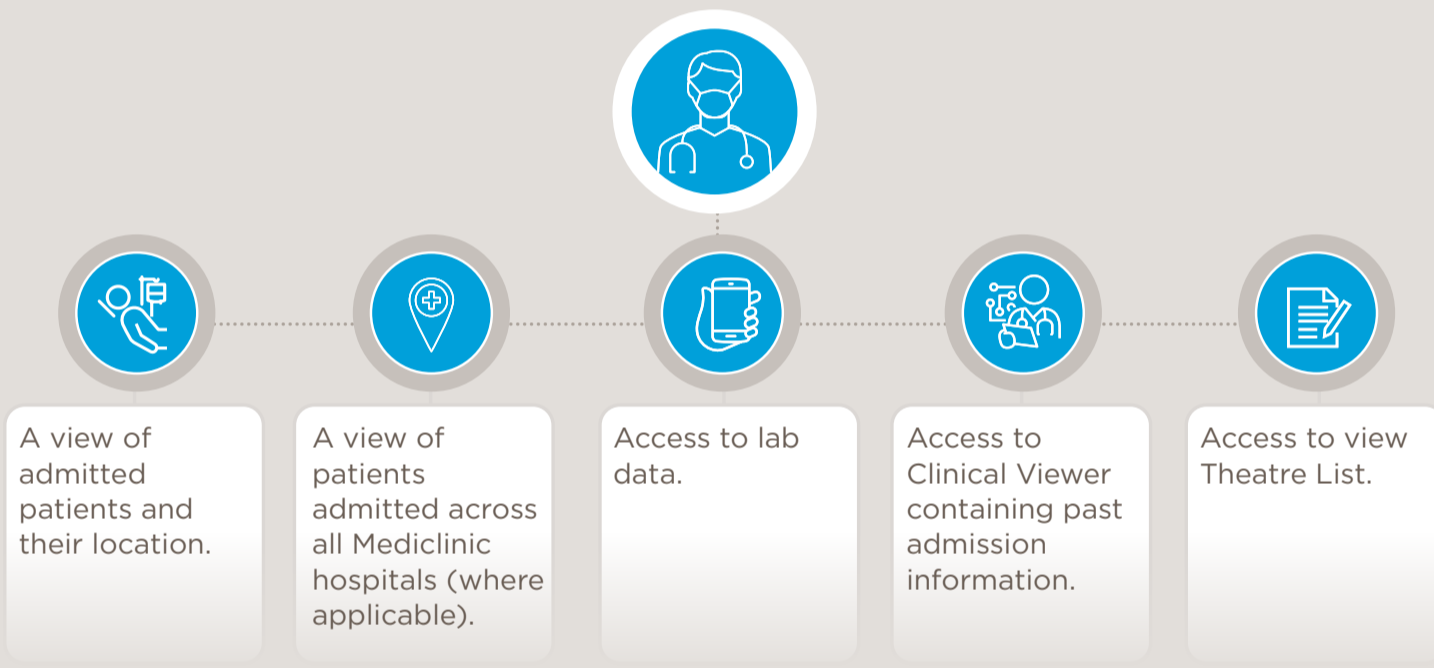 A view of
admitted
patients and
their location.
A view of
patients
admitted across
all Mediclinic
hospitals (where
applicable).
Access to lab
data.
Access to
Clinical Viewer
containing past
admission
information.
Access to view
Theatre List.